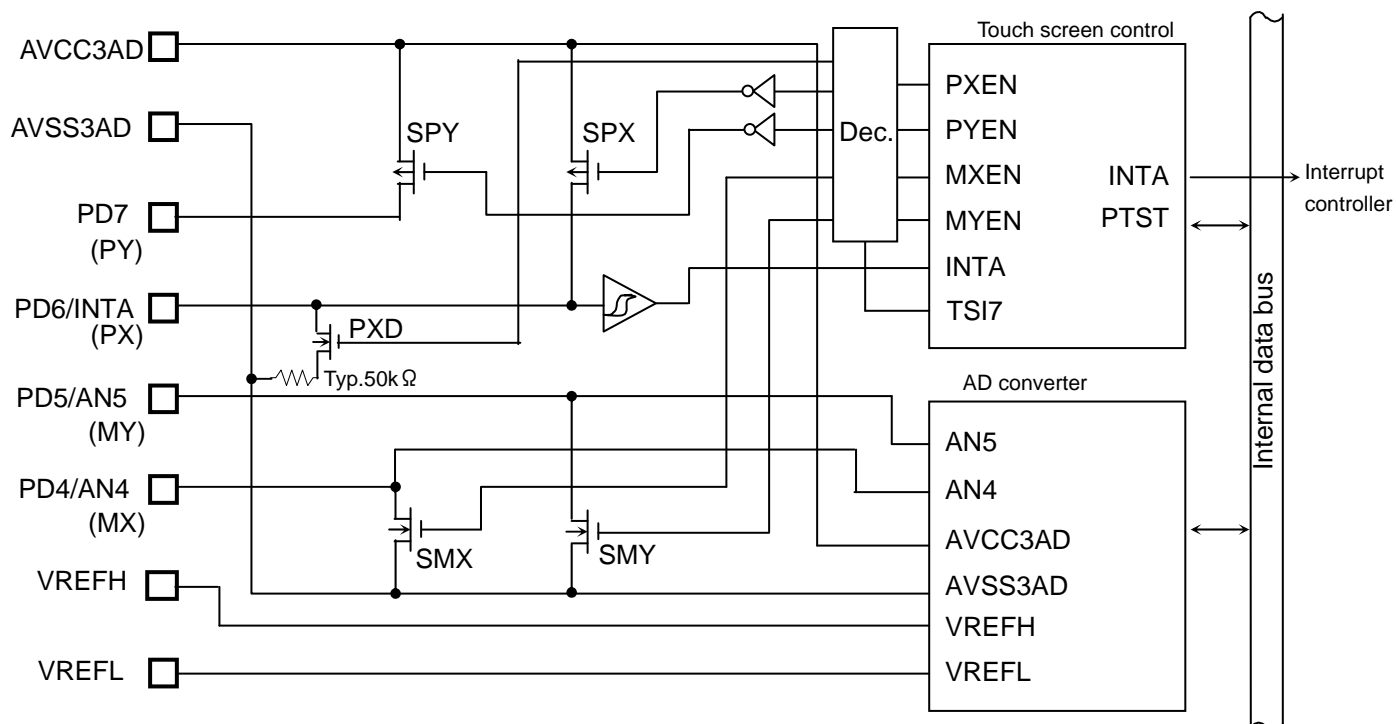 Touch screen control
AVCC3AD
PXEN
AVSS3AD
SPY
SPX
Dec.
PYEN
MXEN
INTA
Interrupt
controller
PD7
(PY)
MYEN
PTST
INTA
PD6/INTA
(PX)
TSI7
PXD
Typ.50kΩ
Internal data bus
AD converter
PD5/AN5
(MY)
AN5
PD4/AN4
(MX)
AN4
SMX
SMY
AVCC3AD
VREFH
AVSS3AD
VREFH
VREFL
VREFL